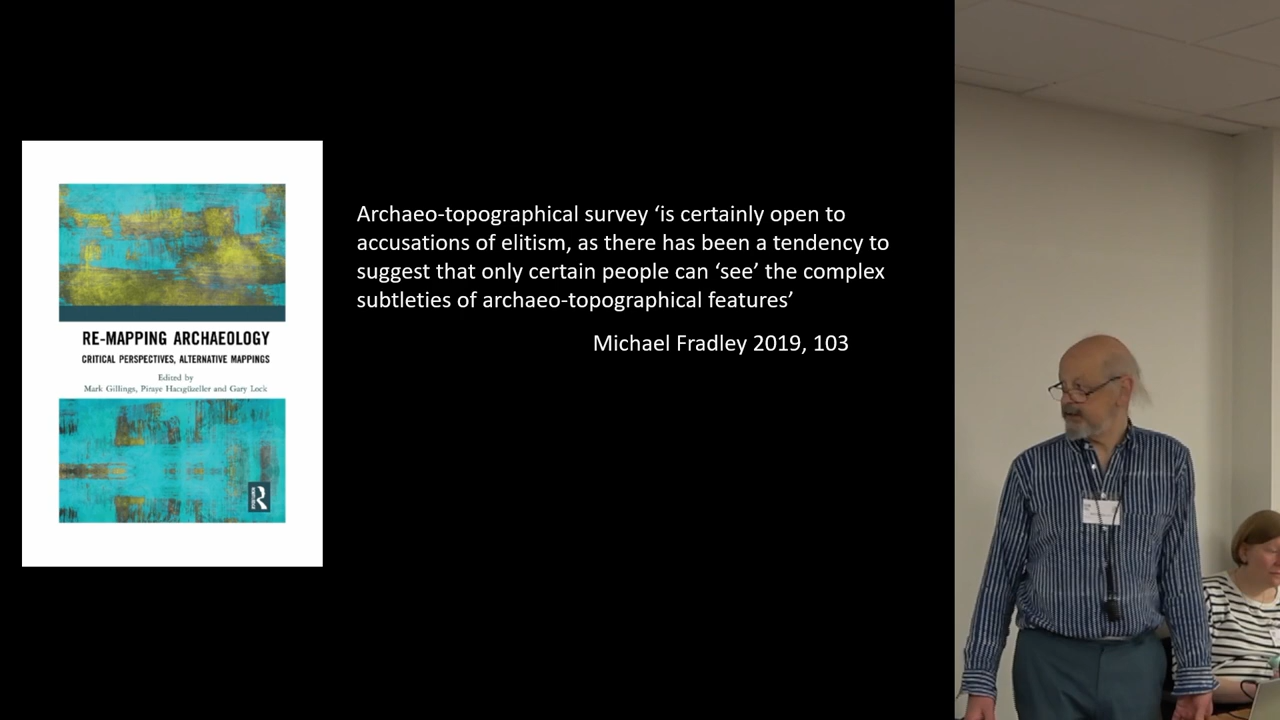 Archaeo-topographical survey ‘is certainly open to
accusations of elitism, as there has been a tendency to
suggest that only certain people can ‘see’ the complex
subtleties of archaeo-topographical features’
Michael Fradley 2019, 103
RE-MAPPING ARCHAEOLOGY
CRITICAL PERSPECTIVES, ALTERNATIVE MAPPINGS
Edited by
Mark Gillings, Piraye Hacıgüzeller and Gary Lock